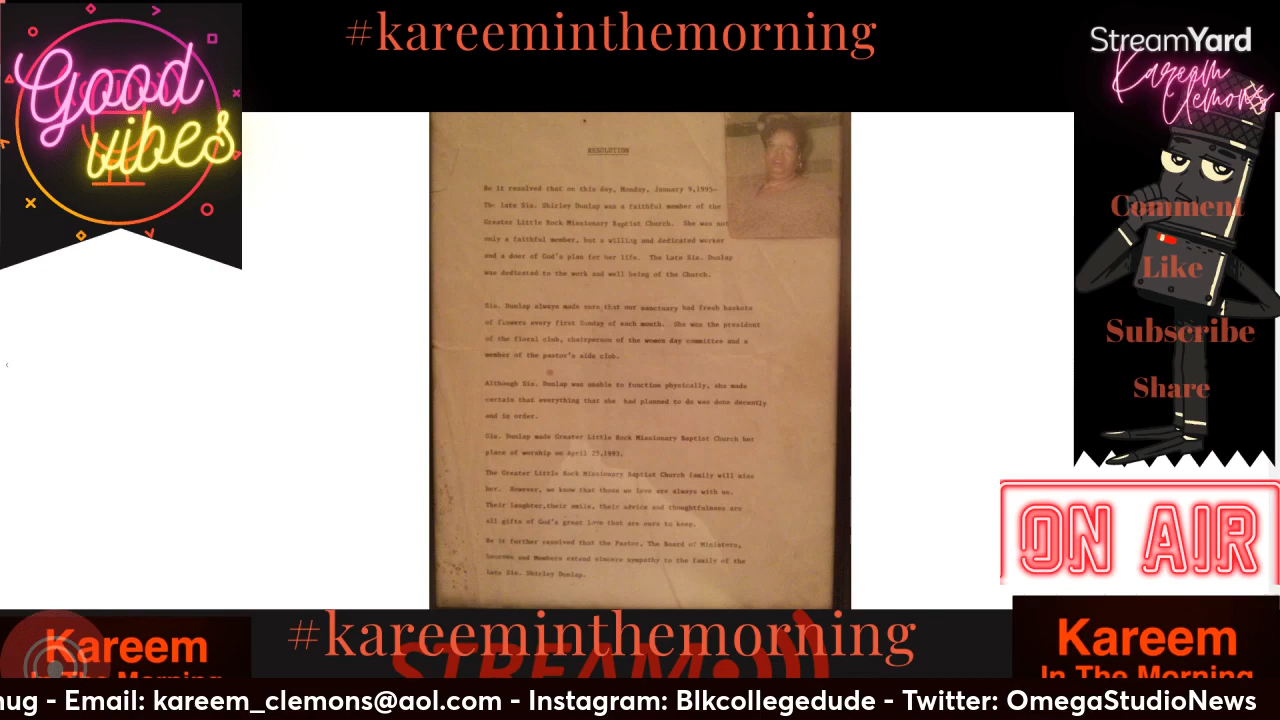 #kareeminthemorning
Good
vibes
StreamYard
Kareem
Clemons
Comment
Like
Subscribe
Share
RESOLUTION
Be it resolved that on this day, Monday, January 9,1995-
The late Sis. Shirley Dunlap was a faithful member of the
Greater Little Rock Missionary Baptist Church. She was not
only a faithful member, but a willing and dedicated worker
and a doer of God's plan for her life. The Late Sis. Dunlap
was dedicated to the work and well being of the Church.
Sis. Dunlap always made sure that our sanctuary had fresh baskets
of flowers every first Sunday of each month. She was the president
of the floral club, chairperson of the women day committee and a
member of the pastor's aide club.
Although Sis. Dunlap was unable to function physically, she made
certain that everything that she had planned to do was done decently
and in order.
Sis. Dunlap made Greater Little Rock Missionary Baptist Church her
place of worship on April 25,1993.
The Greater Little Rock Missionary Baptist Church family will miss
her. However, we know that those we love are always with us.
Their laughter,their smile, their advice and thoughtfulness are
all gifts of God's great love that are ours to keep.
Be it further resolved that the Pastor, The Board of Ministers,
and Members extend sincere sympathy to the family of the
late Sis. Shirley Dunlap.
ON AIR
#kareeminthemorning
STREAM
Kareem
In The Morning
Kareem
In The Morning
nug - Email: kareem_clemons@aol.com - Instagram: Blkcollegedude - Twitter: OmegaStudioNews